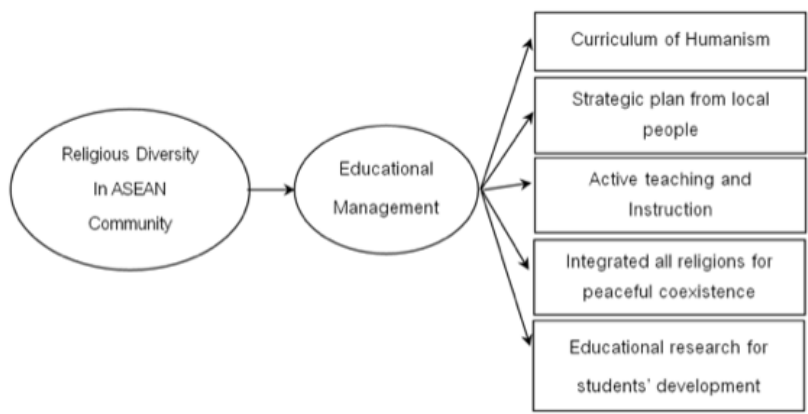 Religious Diversity
In ASEAN
Community
Educational
Management
Curriculum of Humanism
Strategic plan from local
people
Active teaching and
Instruction
Integrated all religions for
peaceful coexistence
Educational research for
students' development